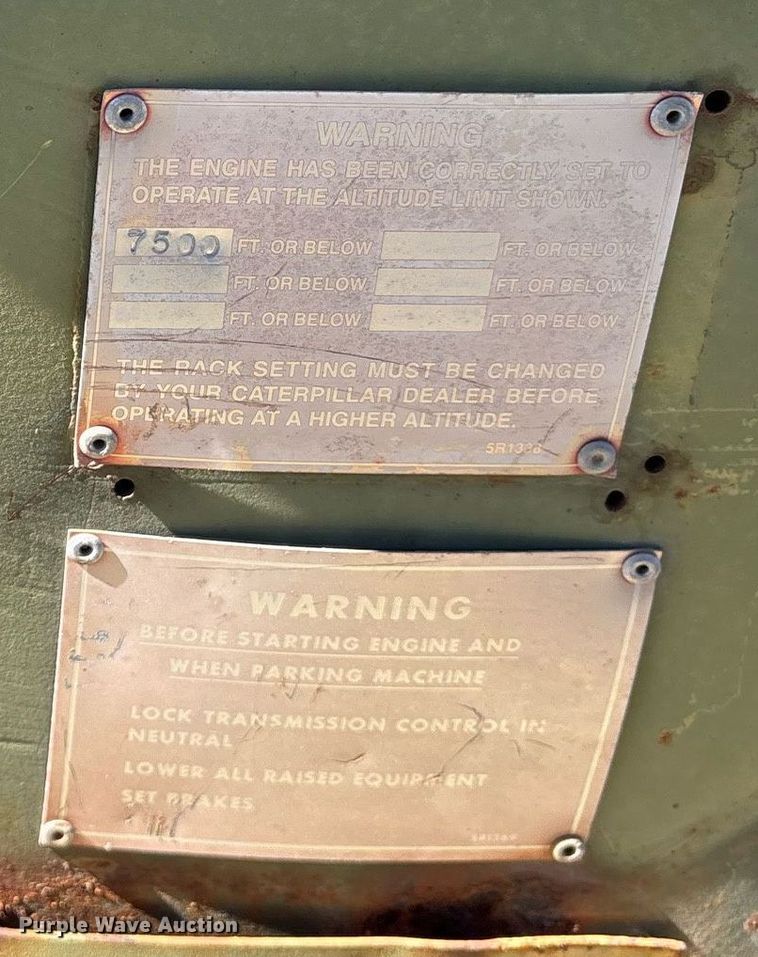 WARNING
THE ENGINE HAS BEEN CORRECTLY SET TO
OPERATE AT THE ALTITUDE LIMIT SHOWN.
7500 FT. OR BELOW FT. OR BELOW
FT. OR BELOW FT. OR BELOW
FT. OR BELOW FT. OR BELOW
THE RACK SETTING MUST BE CHANGED
BY YOUR CATERPILLAR DEALER BEFORE
OPERATING AT A HIGHER ALTITUDE.
WARNING
BEFORE STARTING ENGINE AND
WHEN PARKING MACHINE
LOCK TRANSMISSION CONTROL IN
NEUTRAL
LOWER ALL RAISED EQUIPMENT
SET BRAKES
Purple Wave Auction